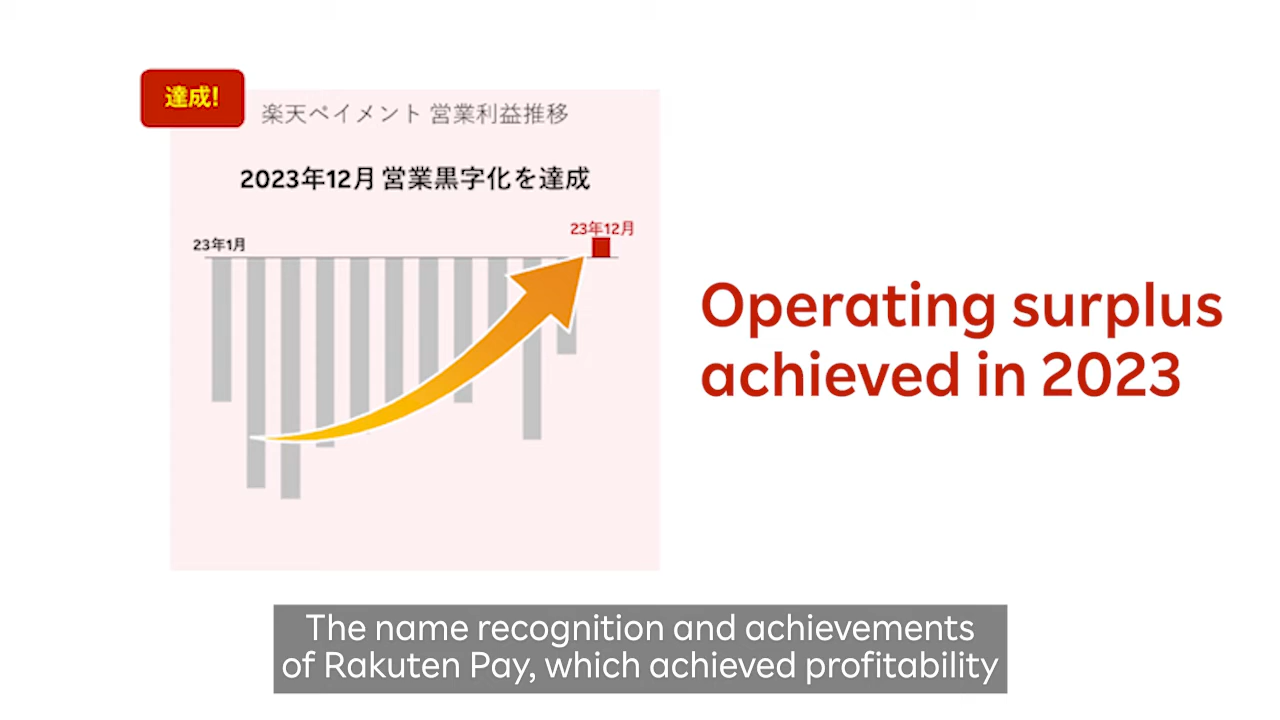 達成!
楽天ペイメント 営業利益推移
2023年12月 営業黒字化を達成
23年12月
23年1月
Operating surplus
achieved in 2023
The name recognition and achievements
of Rakuten Pay, which achieved profitability